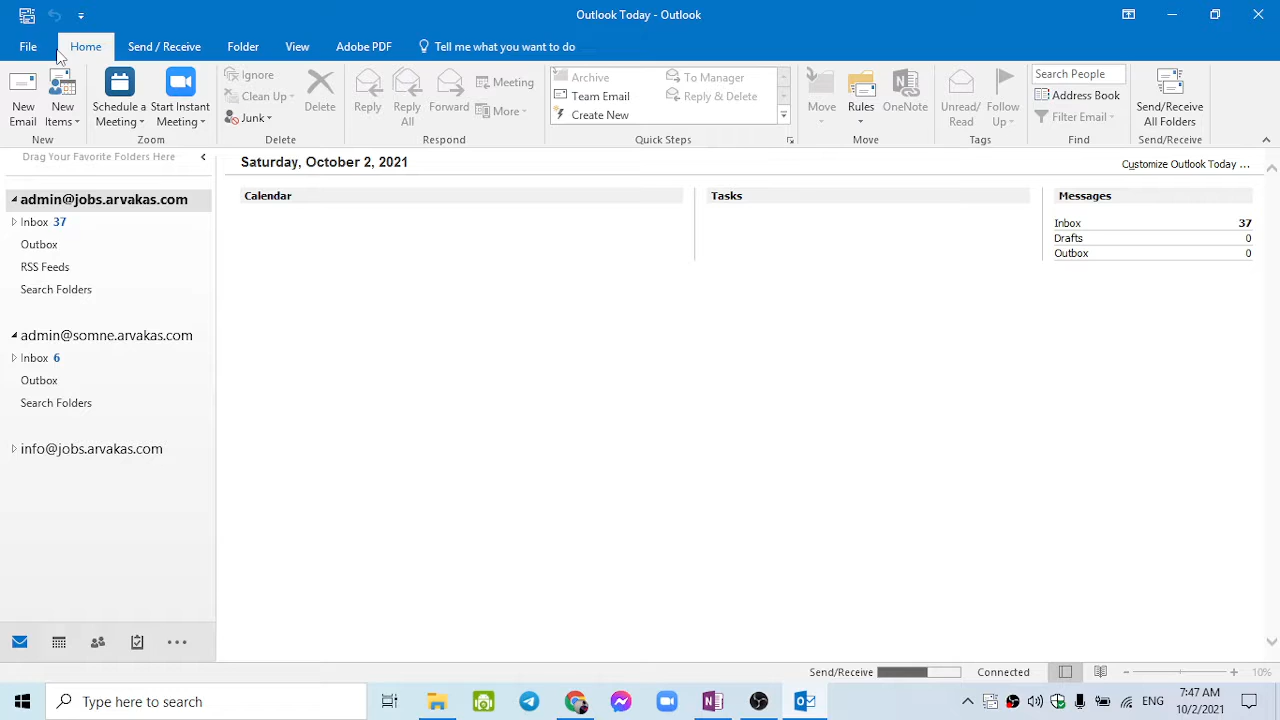 Outlook Today - Outlook
File Home Send / Receive Folder View Adobe PDF Tell me what you want to do
New Email
New Items
New
Schedule a Meeting
Start Instant Meeting
Zoom
Ignore
Clean Up
Junk
Delete
Delete
Reply
Reply All
Forward
Meeting
More
Respond
Archive
Team Email
Create New
To Manager
Reply & Delete
Quick Steps
Move
Rules
OneNote
Move
Unread/ Read
Follow Up
Tags
Search People
Address Book
Filter Email
Find
Send/Receive All Folders
Send/Receive
Drag Your Favorite Folders Here
admin@jobs.arvakas.com
Inbox 37
Outbox
RSS Feeds
Search Folders
admin@somne.arvakas.com
Inbox 6
Outbox
Search Folders
info@jobs.arvakas.com
Saturday, October 2, 2021
Customize Outlook Today ...
Calendar
Tasks
Messages
Inbox 37
Drafts 0
Outbox 0
Send/Receive
Connected
10%
Type here to search
ENG
7:47 AM
10/2/2021